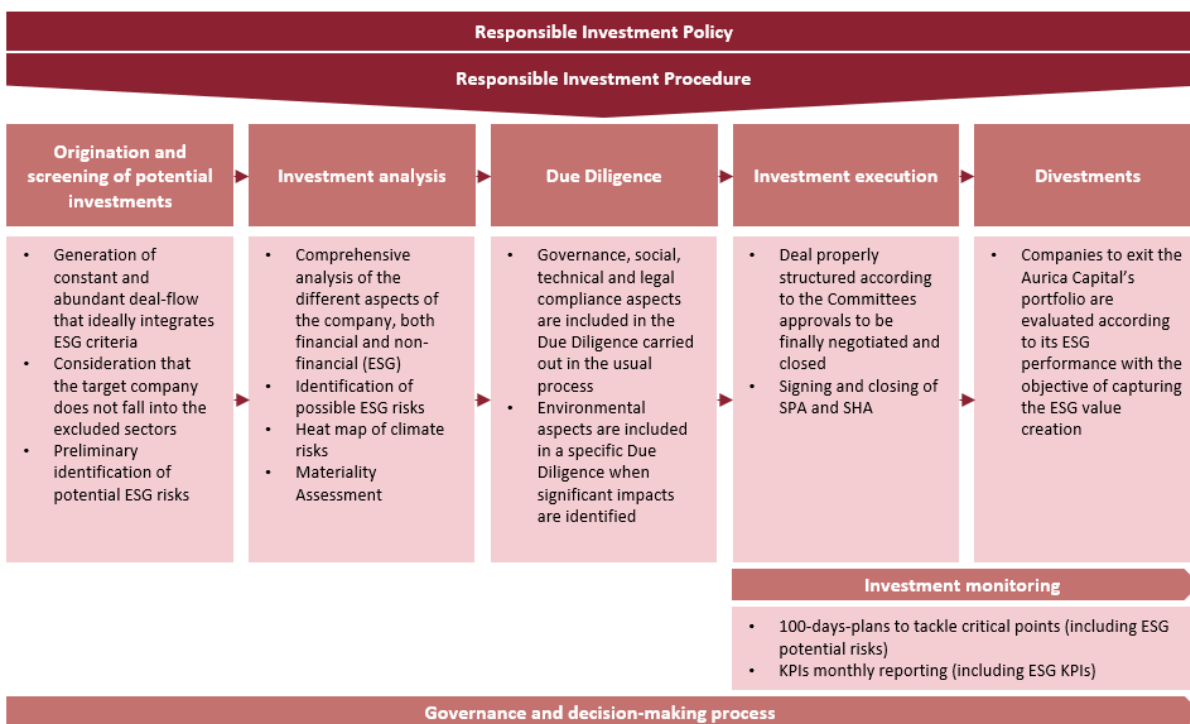 Responsible Investment Policy
Responsible Investment Procedure
Origination and
screening of potential
investments
Investment analysis
Due Diligence
Investment execution
Divestments
• Generation of
constant and
abundant deal-flow
that ideally integrates
ESG criteria
• Consideration that
the target company
does not fall into the
excluded sectors
• Preliminary
identification of
potential ESG risks
• Comprehensive
analysis of the
different aspects of
the company, both
financial and non-
financial (ESG)
• Identification of
possible ESG risks
• Heat map of climate
risks
• Materiality
Assessment
• Governance, social,
technical and legal
compliance aspects
are included in the
Due Diligence carried
out in the usual
process
• Environmental
aspects are included
in a specific Due
Diligence when
significant impacts
are identified
• Deal properly
structured according
to the Committees
approvals to be
finally negotiated and
closed
• Signing and closing of
SPA and SHA
• Companies to exit the
Aurica Capital’s
portfolio are
evaluated according
to its ESG
performance with the
objective of capturing
the ESG value
creation
Investment monitoring
• 100-days-plans to tackle critical points (including ESG
potential risks)
• KPIs monthly reporting (including ESG KPIs)
Governance and decision-making process